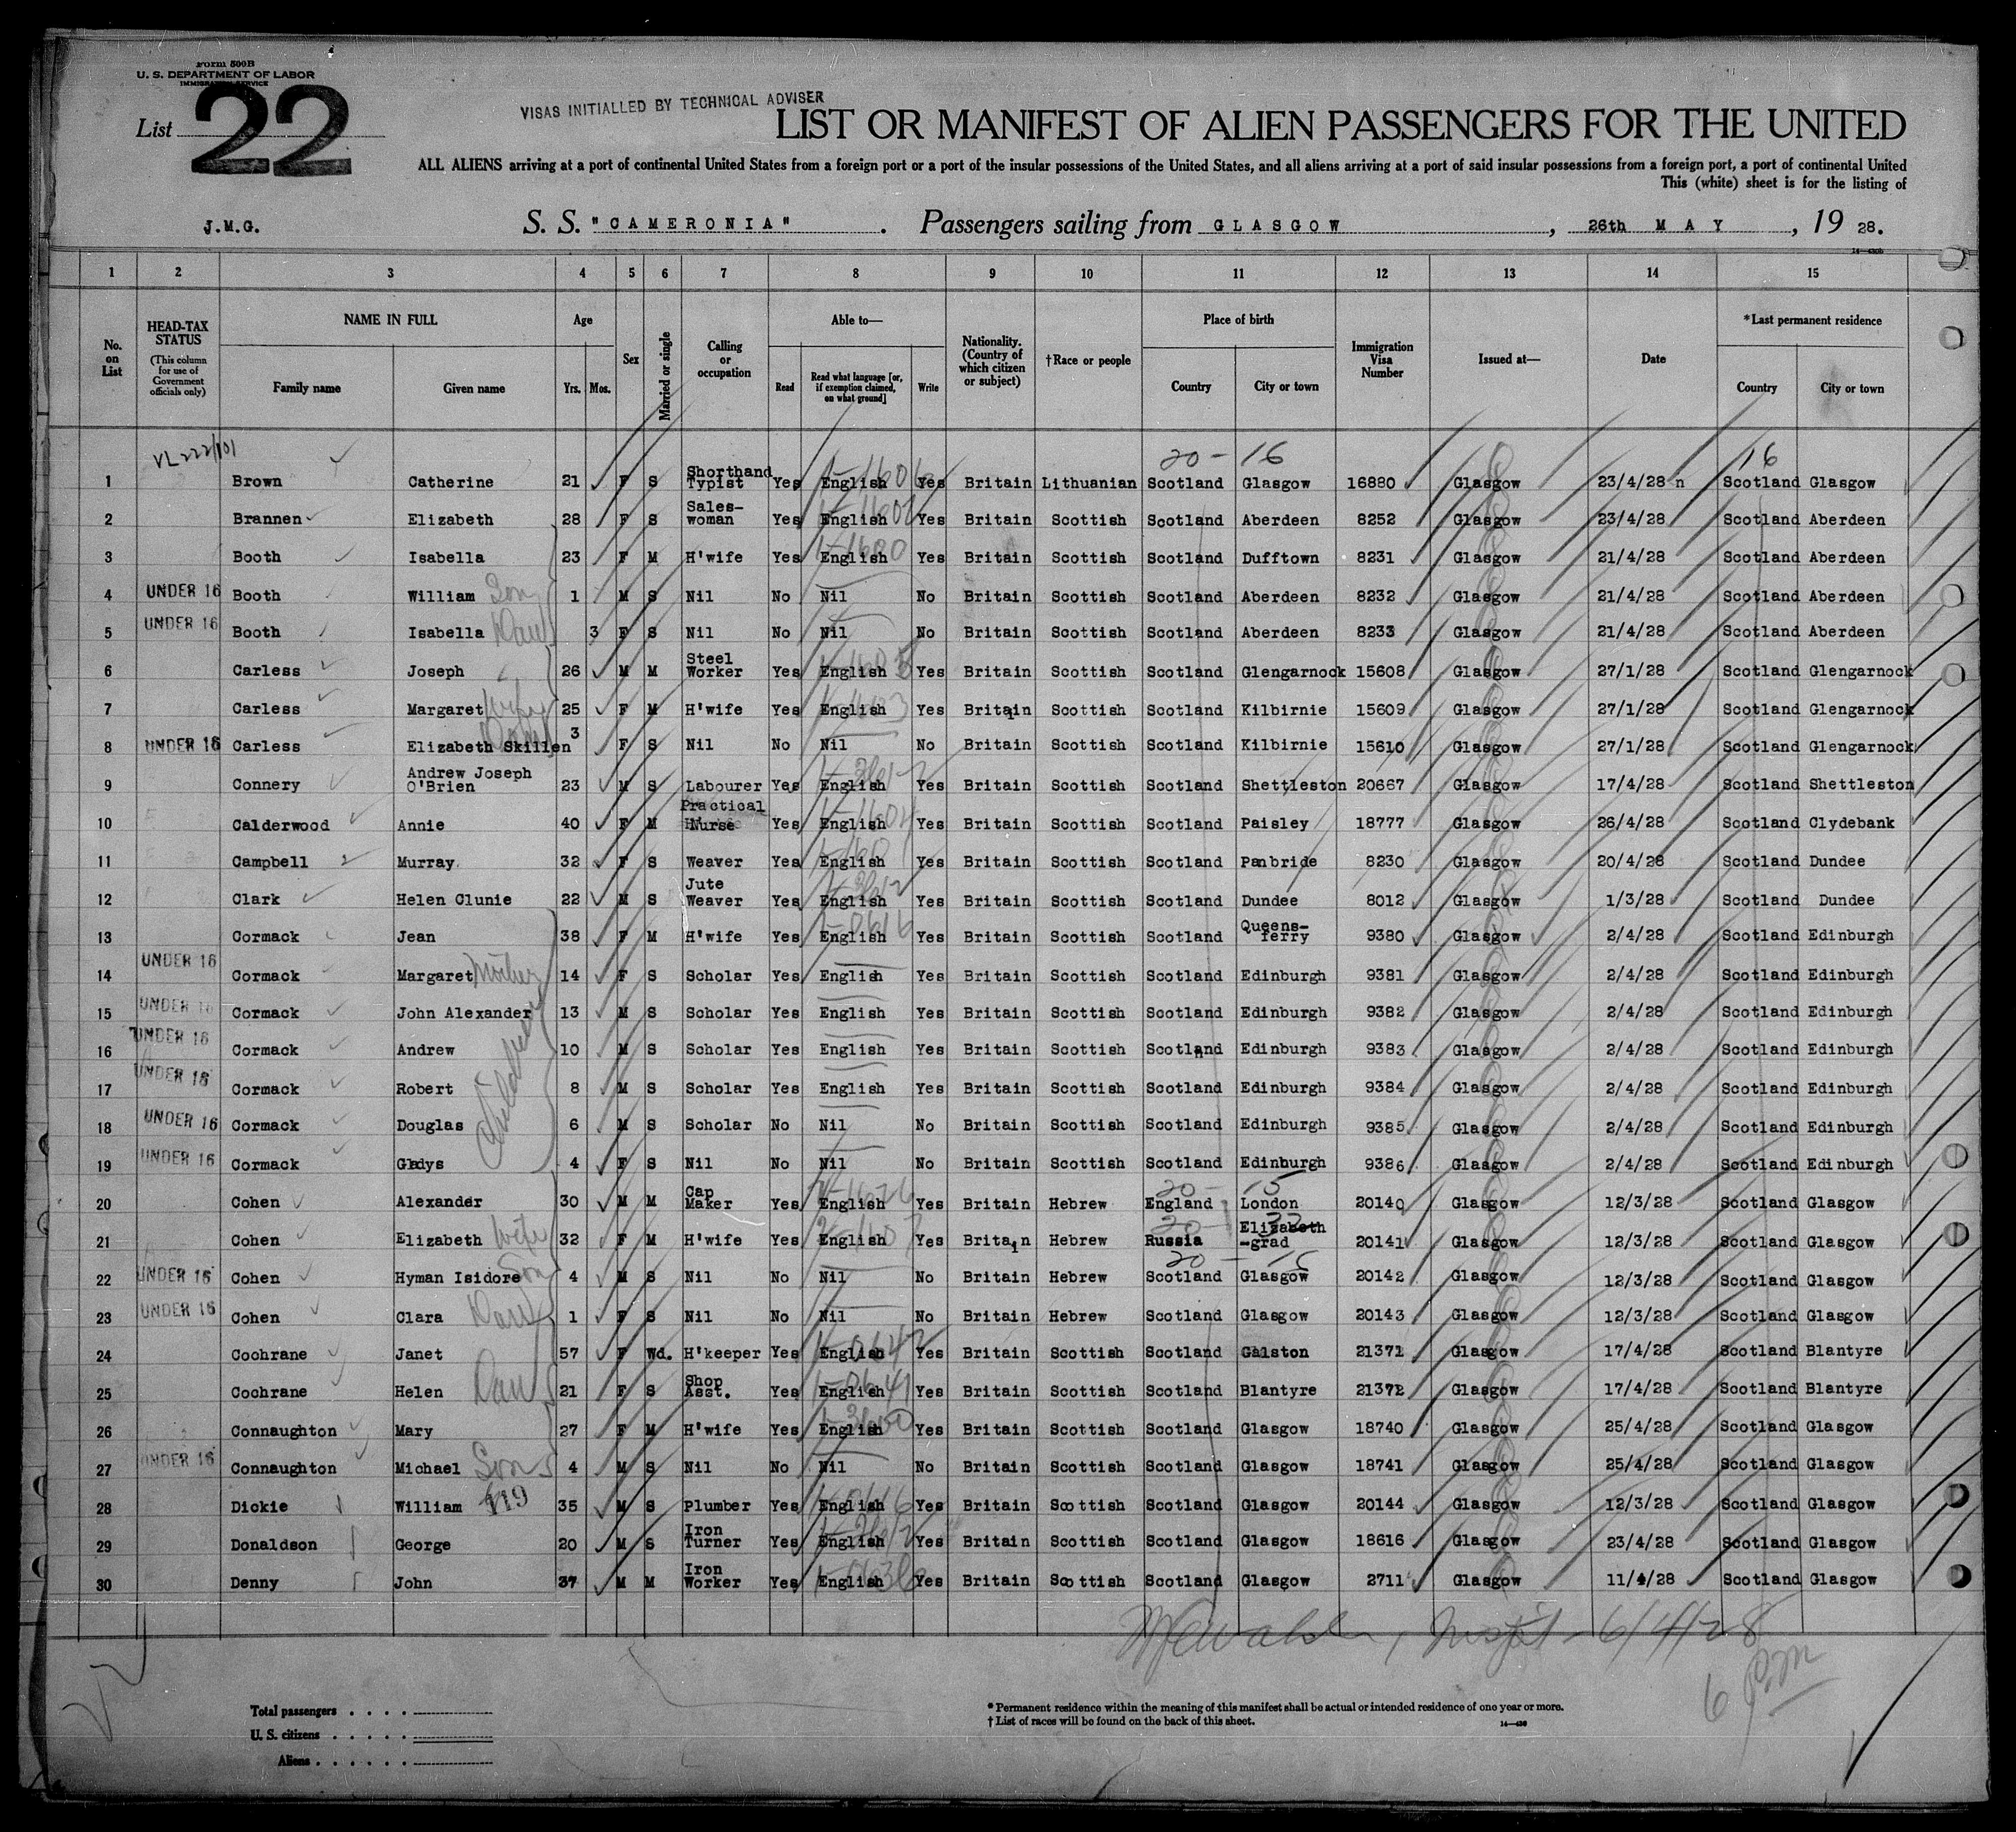 Form 500B
U. S. DEPARTMENT OF LABOR
IMMIGRATION SERVICE
List 22
VISAS INITIALLED BY TECHNICAL ADVISER
LIST OR MANIFEST OF ALIEN PASSENGERS FOR THE UNITED
ALL ALIENS arriving at a port of continental United States from a foreign port or a port of the insular possessions of the United States, and all aliens arriving at a port of said insular possessions from a foreign port, a port of continental United
This (white) sheet is for the listing of
J.M.G. S. S. "CAMERONIA" . Passengers sailing from GLASGOW , 26th MAY , 19 28.
1 2 3 4 5 6 7 8 9 10 11 12 13 14 15
No. on List HEAD-TAX STATUS (This column for use of Government officials only) NAME IN FULL Family name Given name Age Yrs. Mos. Sex Married or single Calling or occupation Able to— Read Read what language [or, if exemption claimed, on what ground] Write Nationality. (Country of which citizen or subject) †Race or people Place of birth Country City or town Immigration Visa Number Issued at— Date *Last permanent residence Country City or town
20 - 16 16
1 Brown Catherine 21 F S Shorthand Typist Yes English Yes Britain Lithuanian Scotland Glasgow 16880 Glasgow 23/4/28 n Scotland Glasgow
2 Brannen Elizabeth 28 F S Sales-woman Yes English Yes Britain Scottish Scotland Aberdeen 8252 Glasgow 23/4/28 Scotland Aberdeen
3 Booth Isabella 23 F M H'wife Yes English Yes Britain Scottish Scotland Dufftown 8231 Glasgow 21/4/28 Scotland Aberdeen
4 UNDER 16 Booth William Son 1 M S Nil No Nil No Britain Scottish Scotland Aberdeen 8232 Glasgow 21/4/28 Scotland Aberdeen
5 UNDER 16 Booth Isabella Dau 3 F S Nil No Nil No Britain Scottish Scotland Aberdeen 8233 Glasgow 21/4/28 Scotland Aberdeen
6 Carless Joseph 26 M M Steel Worker Yes English Yes Britain Scottish Scotland Glengarnock 15608 Glasgow 27/1/28 Scotland Glengarnock
7 Carless Margaret Wife 25 F M H'wife Yes English Yes Britain Scottish Scotland Kilbirnie 15609 Glasgow 27/1/28 Scotland Glengarnock
8 UNDER 16 Carless Elizabeth Skillen Dau 3 F S Nil No Nil No Britain Scottish Scotland Kilbirnie 15610 Glasgow 27/1/28 Scotland Glengarnock
9 Connery Andrew Joseph O'Brien 23 M S Labourer Yes English Yes Britain Scottish Scotland Shettleston 20667 Glasgow 17/4/28 Scotland Shettleston
10 Calderwood Annie 40 F M Practical Nurse Yes English Yes Britain Scottish Scotland Paisley 18777 Glasgow 26/4/28 Scotland Clydebank
11 Campbell Murray 32 F S Weaver Yes English Yes Britain Scottish Scotland Panbride 8230 Glasgow 20/4/28 Scotland Dundee
12 Clark Helen Clunie 22 M S Jute Weaver Yes English Yes Britain Scottish Scotland Dundee 8012 Glasgow 1/3/28 Scotland Dundee
13 Cormack Jean 38 F M H'wife Yes English Yes Britain Scottish Scotland Queens-ferry 9380 Glasgow 2/4/28 Scotland Edinburgh
14 UNDER 16 Cormack Margaret Mother 14 F S Scholar Yes English Yes Britain Scottish Scotland Edinburgh 9381 Glasgow 2/4/28 Scotland Edinburgh
15 UNDER 16 Cormack John Alexander 13 M S Scholar Yes English Yes Britain Scottish Scotland Edinburgh 9382 Glasgow 2/4/28 Scotland Edinburgh
16 UNDER 16 Cormack Andrew Children 10 M S Scholar Yes English Yes Britain Scottish Scotland Edinburgh 9383 Glasgow 2/4/28 Scotland Edinburgh
17 UNDER 16 Cormack Robert 8 M S Scholar Yes English Yes Britain Scottish Scotland Edinburgh 9384 Glasgow 2/4/28 Scotland Edinburgh
18 UNDER 16 Cormack Douglas 6 M S Scholar No Nil No Britain Scottish Scotland Edinburgh 9385 Glasgow 2/4/28 Scotland Edinburgh
19 UNDER 16 Cormack Gladys 4 F S Nil No Nil No Britain Scottish Scotland Edinburgh 9386 Glasgow 2/4/28 Scotland Edinburgh
20 Cohen Alexander 30 M M Cap Maker Yes English Yes Britain Hebrew England London 20140 Glasgow 12/3/28 Scotland Glasgow
21 Cohen Elizabeth Wife 32 F M H'wife Yes English Yes Britain Hebrew Russia Elizabeth-grad 20141 Glasgow 12/3/28 Scotland Glasgow
22 UNDER 16 Cohen Hyman Isidore Son 4 M S Nil No Nil No Britain Hebrew Scotland Glasgow 20142 Glasgow 12/3/28 Scotland Glasgow
23 UNDER 16 Cohen Clara Dau 1 F S Nil No Nil No Britain Hebrew Scotland Glasgow 20143 Glasgow 12/3/28 Scotland Glasgow
24 Cochrane Janet 57 F Wd. H'keeper Yes English Yes Britain Scottish Scotland Galston 21371 Glasgow 17/4/28 Scotland Blantyre
25 Cochrane Helen Dau 21 F S Shop Asst. Yes English Yes Britain Scottish Scotland Blantyre 21372 Glasgow 17/4/28 Scotland Blantyre
26 Connaughton Mary 27 F M H'wife Yes English Yes Britain Scottish Scotland Glasgow 18740 Glasgow 25/4/28 Scotland Glasgow
27 UNDER 16 Connaughton Michael Son 4 M S Nil No Nil No Britain Scottish Scotland Glasgow 18741 Glasgow 25/4/28 Scotland Glasgow
28 Dickie William 119 35 M S Plumber Yes English Yes Britain Scottish Scotland Glasgow 20144 Glasgow 12/3/28 Scotland Glasgow
29 Donaldson George 20 M S Iron Turner Yes English Yes Britain Scottish Scotland Glasgow 18616 Glasgow 23/4/28 Scotland Glasgow
30 Denny John 37 M M Iron Worker Yes English Yes Britain Scottish Scotland Glasgow 2711 Glasgow 11/4/28 Scotland Glasgow
6/4/28
6 PM
Total passengers
U. S. citizens
Aliens
* Permanent residence within the meaning of this manifest shall be actual or intended residence of one year or more.
† List of races will be found on the back of this sheet.